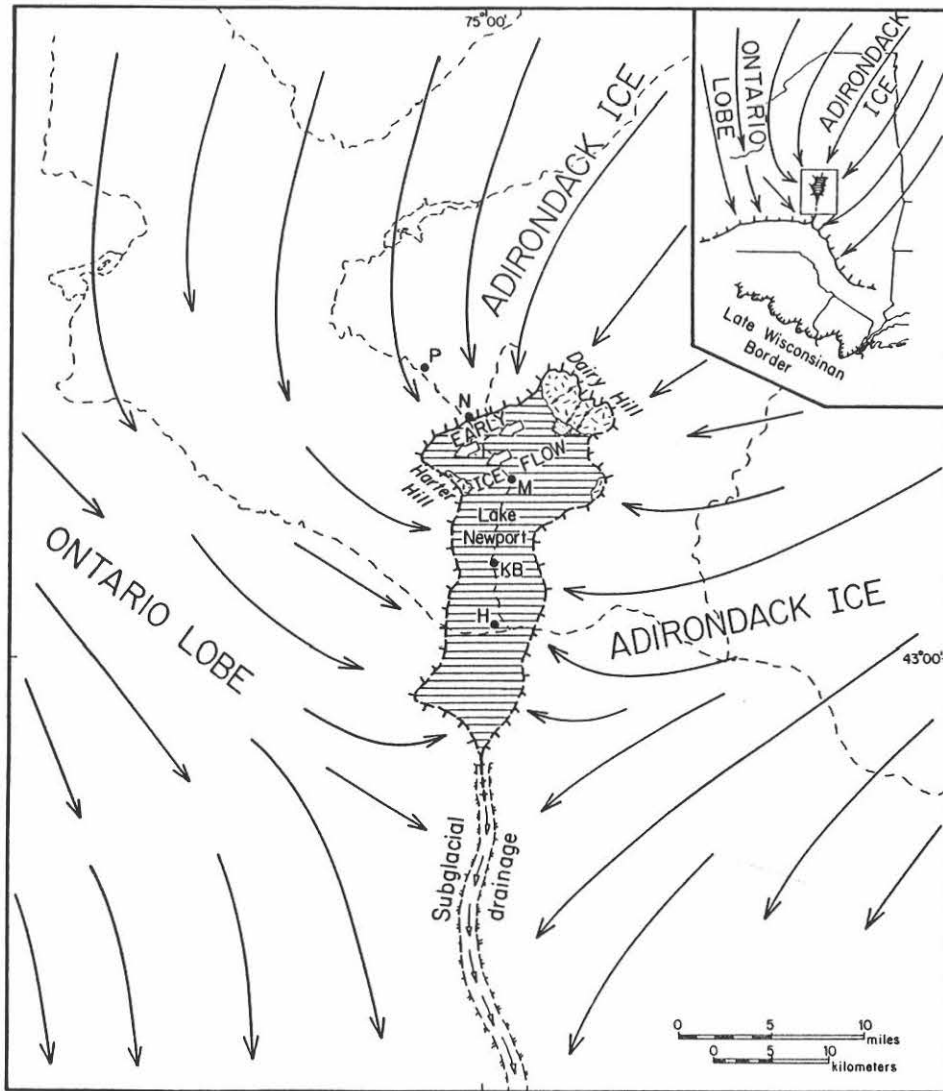 75°00'
ONTARIO
LOBE
ADIRONDACK
ICE
Late Wisconsinan
Border
ADIRONDACK ICE
P
N
Dairy
Hill
EARLY
ICE FLOW
Harter
Hill
M
Lake
Newport
KB
H
ONTARIO LOBE
ADIRONDACK ICE
43°00'
Subglacial
drainage
0 5 10
miles
0 5 10
kilometers